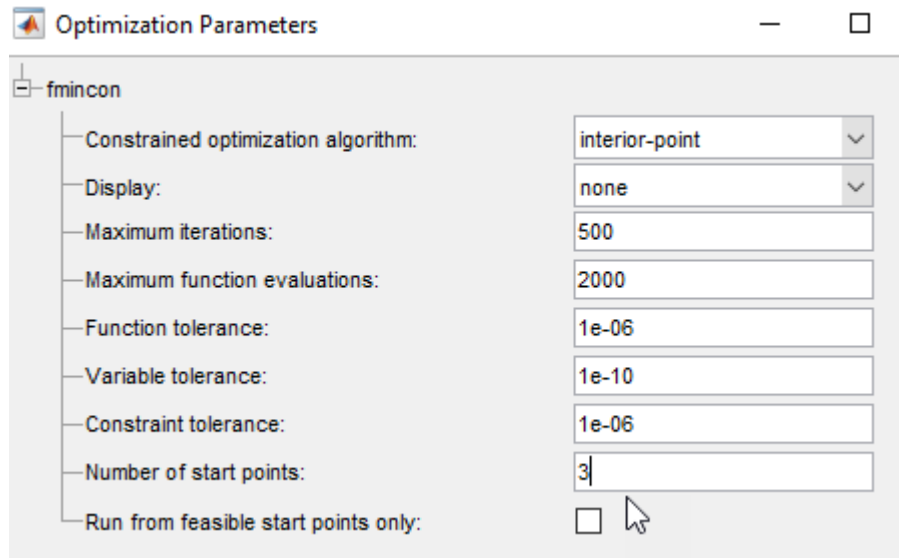 Optimization Parameters
fmincon
Constrained optimization algorithm: interior-point
Display: none
Maximum iterations: 500
Maximum function evaluations: 2000
Function tolerance: 1e-06
Variable tolerance: 1e-10
Constraint tolerance: 1e-06
Number of start points: 3
Run from feasible start points only: